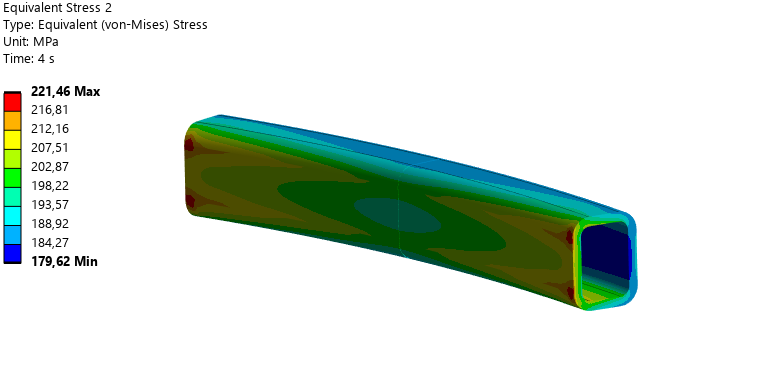 Equivalent Stress 2
Type: Equivalent (von-Mises) Stress
Unit: MPa
Time: 4 s
221,46 Max
216,81
212,16
207,51
202,87
198,22
193,57
188,92
184,27
179,62 Min